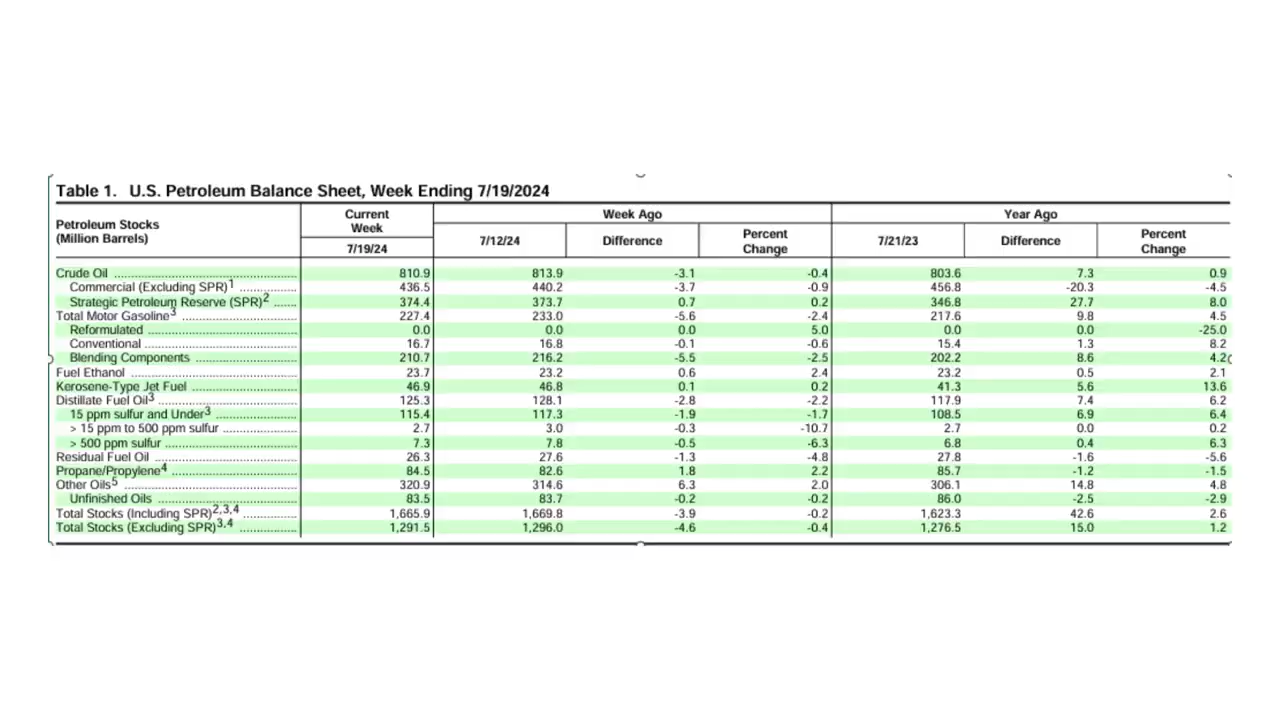 Table 1. U.S. Petroleum Balance Sheet, Week Ending 7/19/2024
Petroleum Stocks
(Million Barrels)
Current
Week
7/19/24
Week Ago
7/12/24
Difference
Percent
Change
Year Ago
7/21/23
Difference
Percent
Change
Crude Oil 810.9 813.9 -3.1 -0.4 803.6 7.3 0.9
Commercial (Excluding SPR)1 436.5 440.2 -3.7 -0.9 456.8 -20.3 -4.5
Strategic Petroleum Reserve (SPR)2 374.4 373.7 0.7 0.2 346.8 27.7 8.0
Total Motor Gasoline3 227.4 233.0 -5.6 -2.4 217.6 9.8 4.5
Reformulated 0.0 0.0 0.0 5.0 0.0 0.0 -25.0
Conventional 16.7 16.8 -0.1 -0.6 15.4 1.3 8.2
Blending Components 210.7 216.2 -5.5 -2.5 202.2 8.6 4.2
Fuel Ethanol 23.7 23.2 0.6 2.4 23.2 0.5 2.1
Kerosene-Type Jet Fuel 46.9 46.8 0.1 0.2 41.3 5.6 13.6
Distillate Fuel Oil3 125.3 128.1 -2.8 -2.2 117.9 7.4 6.2
15 ppm sulfur and Under3 115.4 117.3 -1.9 -1.7 108.5 6.9 6.4
> 15 ppm to 500 ppm sulfur 2.7 3.0 -0.3 -10.7 2.7 0.0 0.2
> 500 ppm sulfur 7.3 7.8 -0.5 -6.3 6.8 0.4 6.3
Residual Fuel Oil 26.3 27.6 -1.3 -4.8 27.8 -1.6 -5.6
Propane/Propylene4 84.5 82.6 1.8 2.2 85.7 -1.2 -1.5
Other Oils5 320.9 314.6 6.3 2.0 306.1 14.8 4.8
Unfinished Oils 83.5 83.7 -0.2 -0.2 86.0 -2.5 -2.9
Total Stocks (Including SPR)2,3,4 1,665.9 1,669.8 -3.9 -0.2 1,623.3 42.6 2.6
Total Stocks (Excluding SPR)3,4 1,291.5 1,296.0 -4.6 -0.4 1,276.5 15.0 1.2